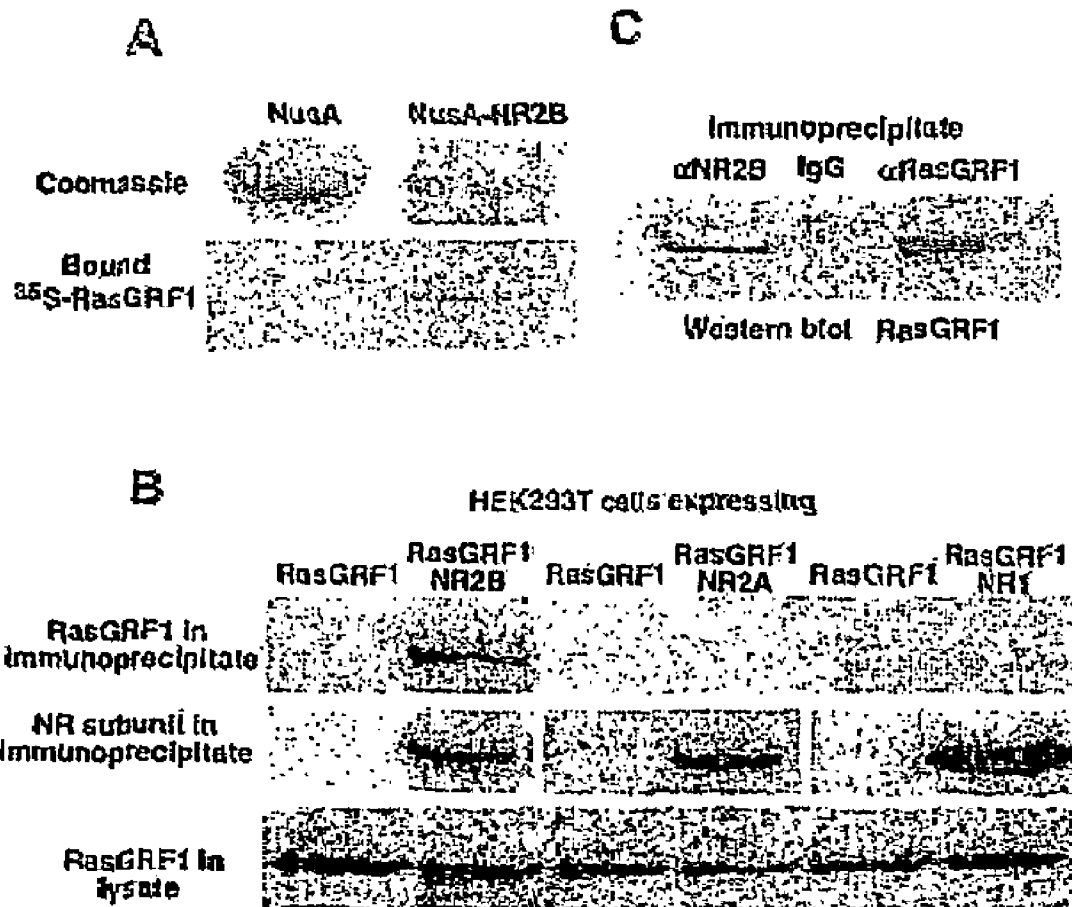 A
NusA NusA-NR2B
Coomassie
Bound
35S-RasGRF1
C
Immunoprecipitate
αNR2B IgG αRasGRF1
Western blot RasGRF1
B
HEK293T cells expressing
RasGRF1 RasGRF1 NR2B RasGRF1 RasGRF1 NR2A RasGRF1 RasGRF1 NR1
RasGRF1 in
immunoprecipitate
NR subunit in
immunoprecipitate
RasGRF1 in
lysate